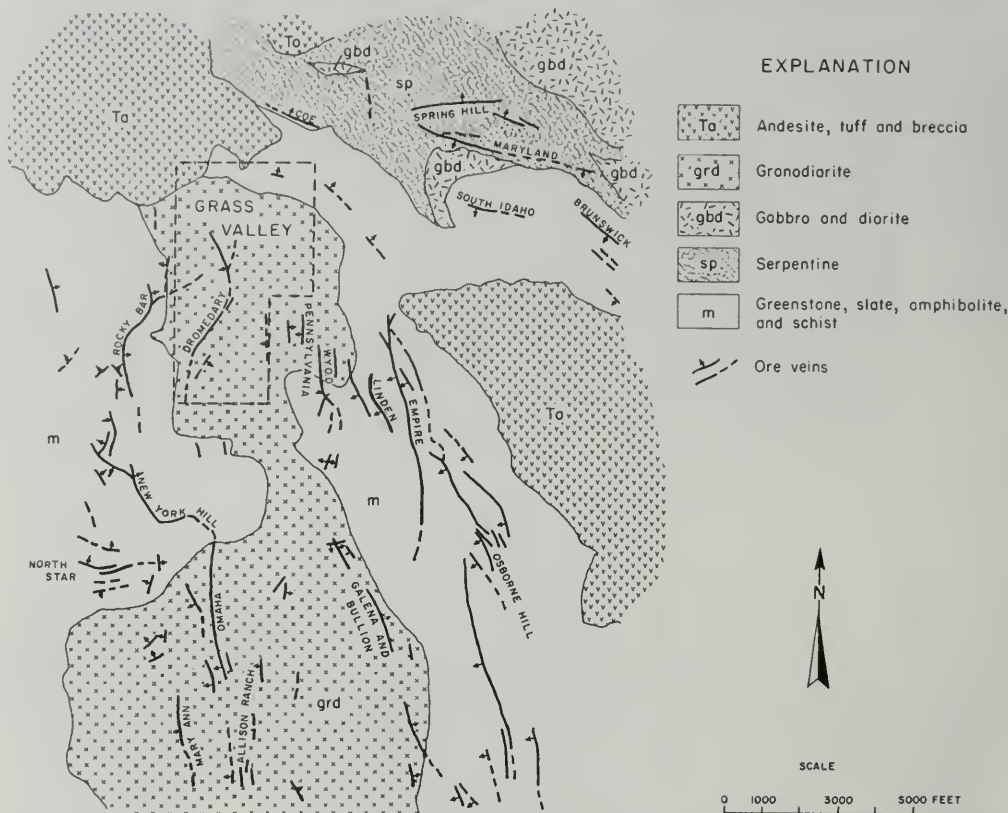 Ta
gbd
gbd
sp
Ta
COE
SPRING HILL
MARYLAND
gbd
gbd
SOUTH IDAHO
BRUNSWICK
GRASS
VALLEY
ROCKY BAR
DROMEDARY
PENNSYLVANIA
W.Y.O.D.
LINDEN
EMPIRE
Ta
m
m
NEW YORK HILL
NORTH
STAR
OMAHA
GALENA AND
BULLION
OSBORNE HILL
grd
MARY ANN
ALLISON RANCH
EXPLANATION
Ta
Andesite, tuff and breccia
grd
Gronodiorite
gbd
Gabbro and diorite
sp
Serpentine
m
Greenstone, slate, amphibolite,
and schist
Ore veins
N
SCALE
0 1000 3000 5000 FEET